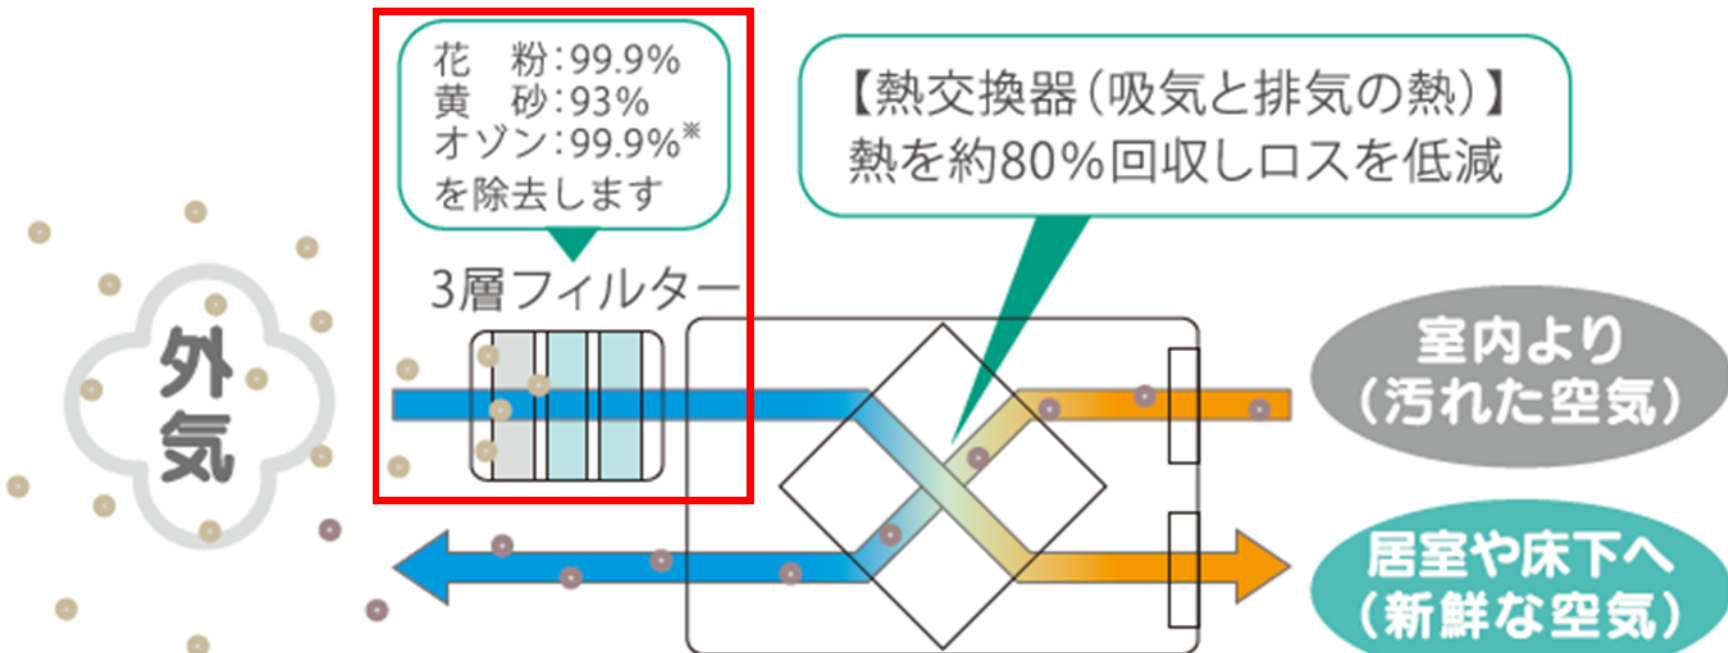 花　粉：99.9％
黄　砂：93％
オゾン：99.9％※
を除去します
3層フィルター
【熱交換器（吸気と排気の熱）】
熱を約80％回収しロスを低減
外
気
室内より
（汚れた空気）
居室や床下へ
（新鮮な空気）